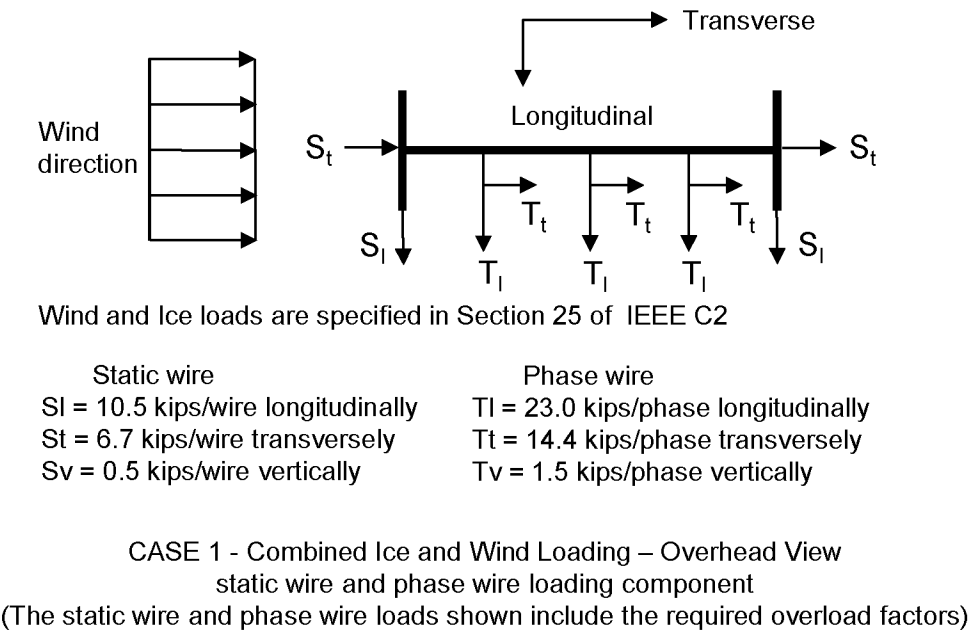 Transverse
Longitudinal
Wind
direction
St
St
Tt
Tt
Tt
Sl
Tl
Tl
Tl
Sl
Wind and Ice loads are specified in Section 25 of IEEE C2
Static wire
Sl = 10.5 kips/wire longitudinally
St = 6.7 kips/wire transversely
Sv = 0.5 kips/wire vertically
Phase wire
Tl = 23.0 kips/phase longitudinally
Tt = 14.4 kips/phase transversely
Tv = 1.5 kips/phase vertically
CASE 1 - Combined Ice and Wind Loading – Overhead View
static wire and phase wire loading component
(The static wire and phase wire loads shown include the required overload factors)